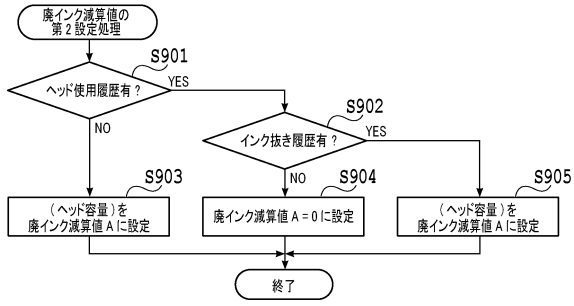 廃インク減算値の
第2設定処理
S901
ヘッド使用履歴有?
YES
NO
S902
インク抜き履歴有?
YES
NO
S903
(ヘッド容量)を
廃インク減算値Aに設定
S904
廃インク減算値A=0に設定
S905
(ヘッド容量)を
廃インク減算値Aに設定
終了